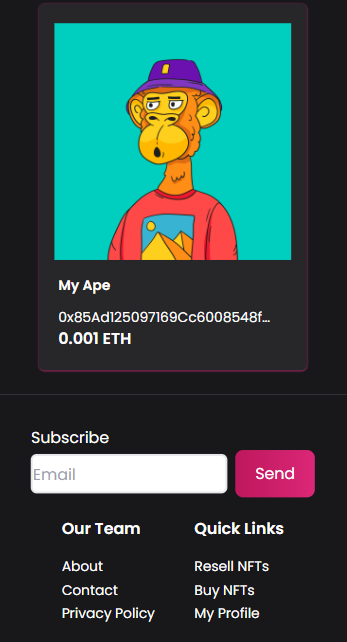 My Ape
0x85Ad125097169Cc6008548f...
0.001 ETH
Subscribe
Email
Send
Our Team
About
Contact
Privacy Policy
Quick Links
Resell NFTs
Buy NFTs
My Profile